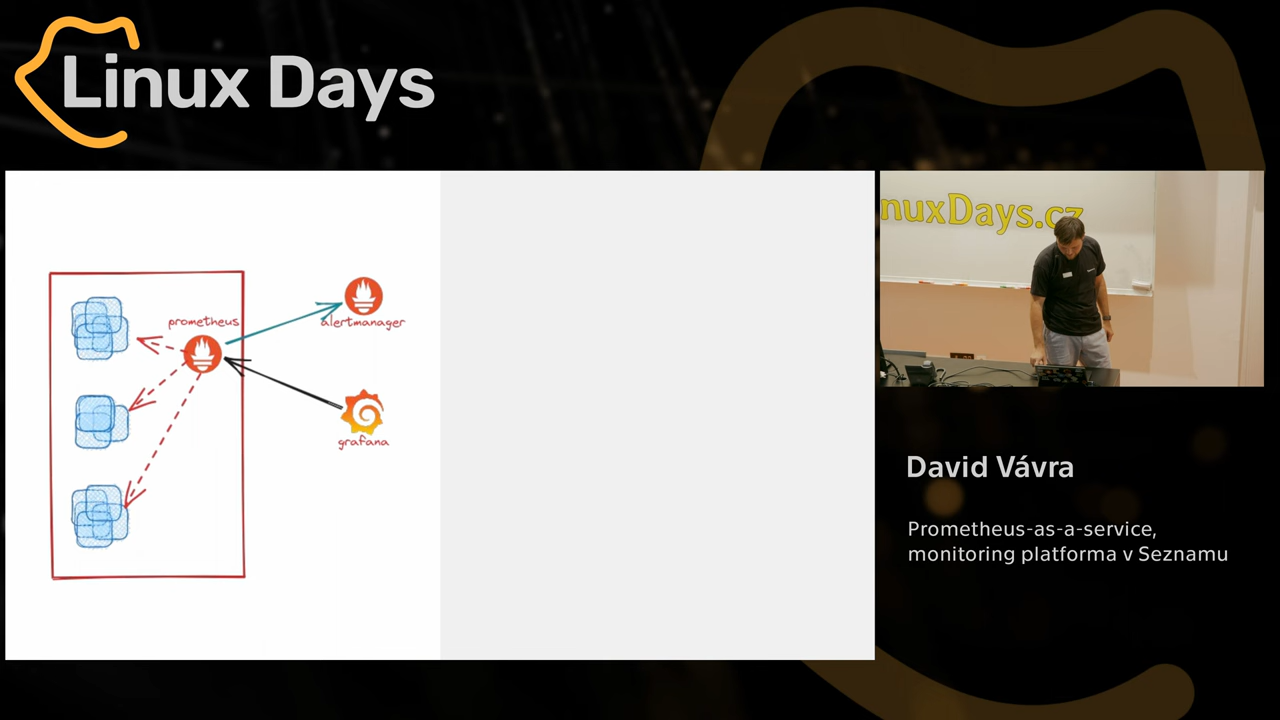 Linux Days
nuxDays.cz
prometheus
alertmanager
grafana
David Vávra
Prometheus-as-a-service,
monitoring platforma v Seznamu